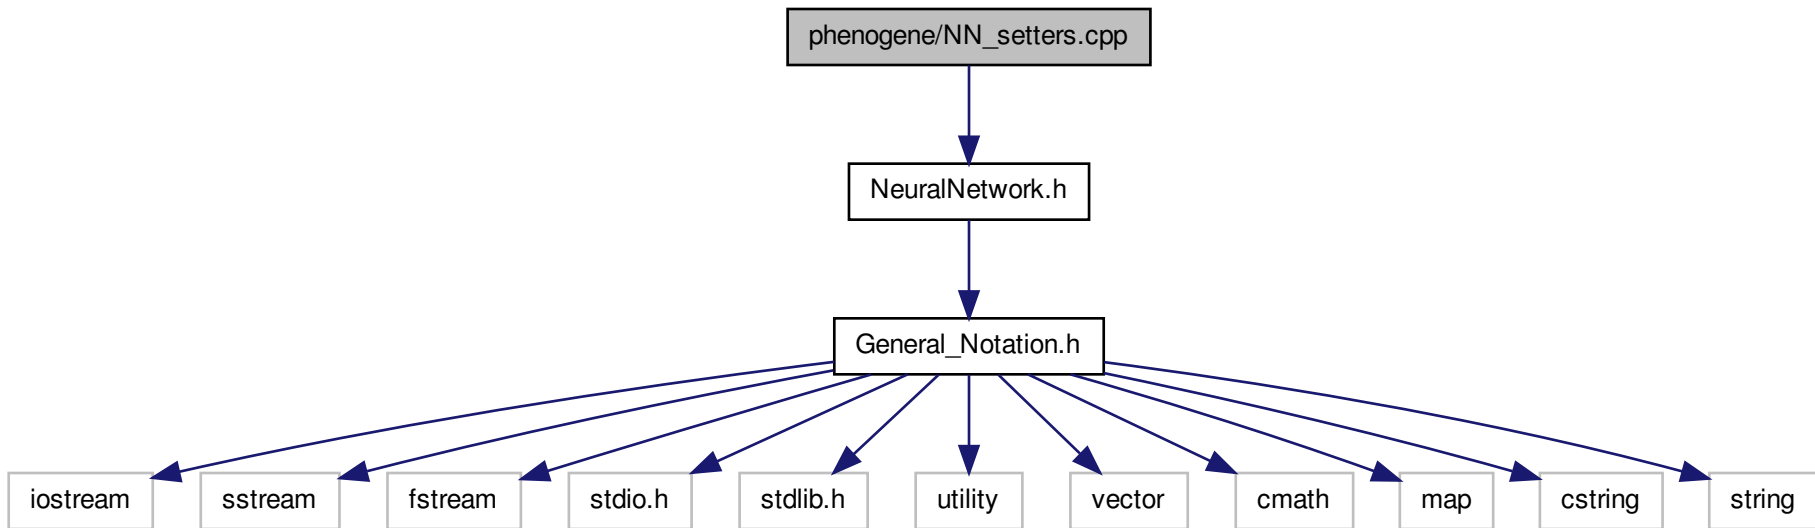 phenogene/NN_setters.cpp
NeuralNetwork.h
General_Notation.h
iostream
sstream
fstream
stdio.h
stdlib.h
utility
vector
cmath
map
cstring
string